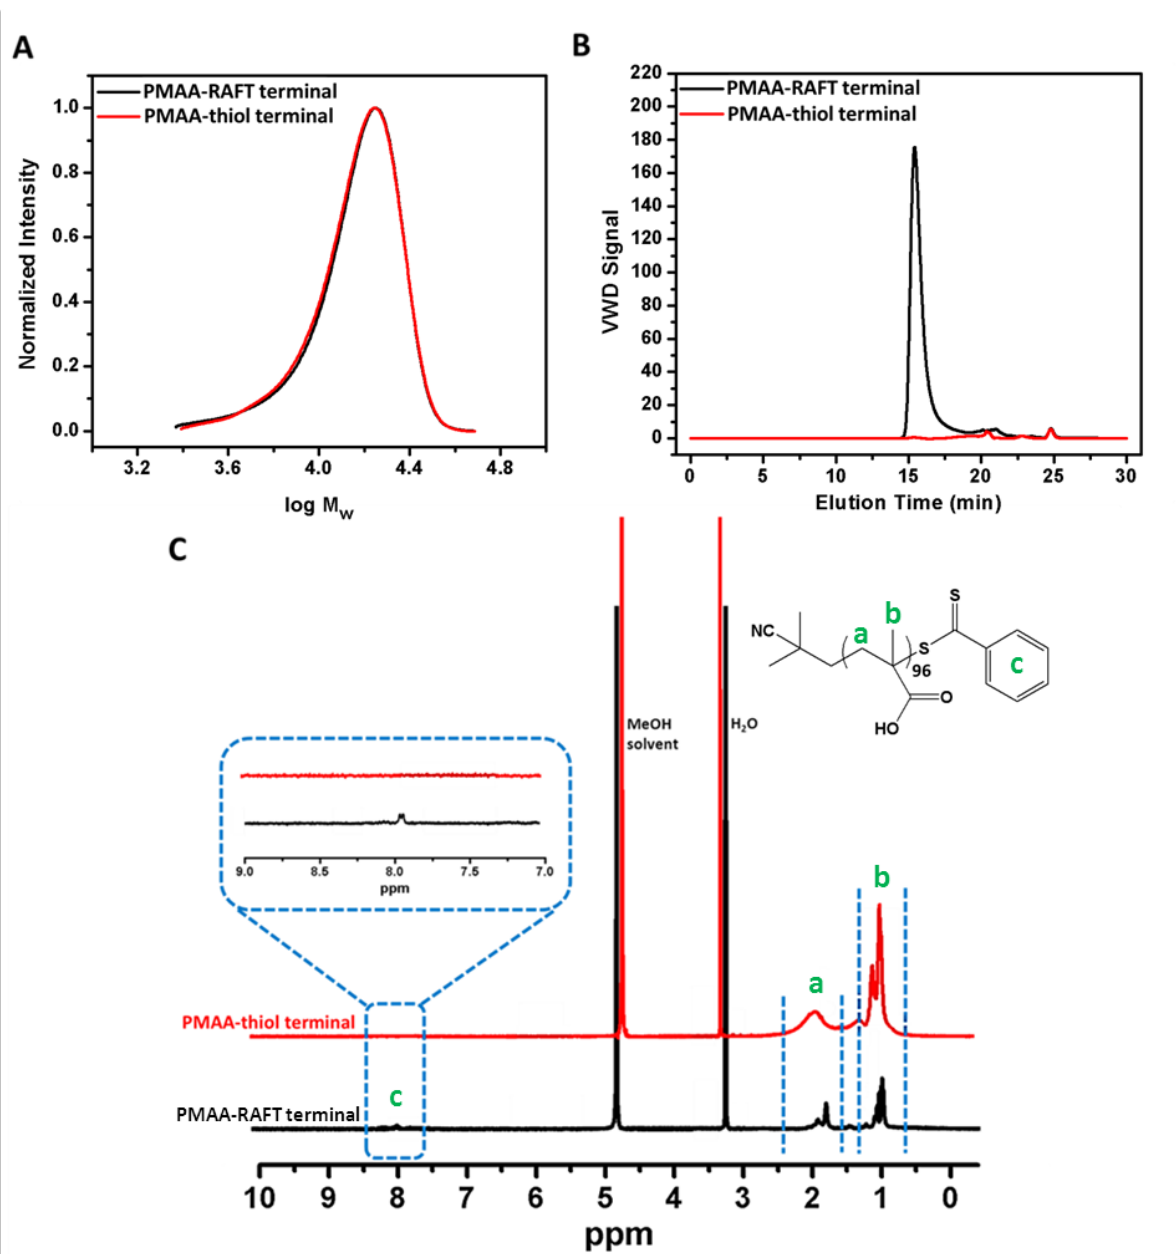 A
PMAA-RAFT terminal
PMAA-thiol terminal
1.0
0.8
0.6
0.4
0.2
0.0
Normalized Intensity
3.2 3.6 4.0 4.4 4.8
log Mw
B
PMAA-RAFT terminal
PMAA-thiol terminal
220
200
180
160
140
120
100
80
60
40
20
0
VWD Signal
0 5 10 15 20 25 30
Elution Time (min)
C
MeOH
solvent
H2O
NC
a
b
S
S
96
O
HO
c
9.0 8.5 8.0 7.5 7.0
ppm
a
b
PMAA-thiol terminal
c
PMAA-RAFT terminal
10 9 8 7 6 5 4 3 2 1 0
ppm